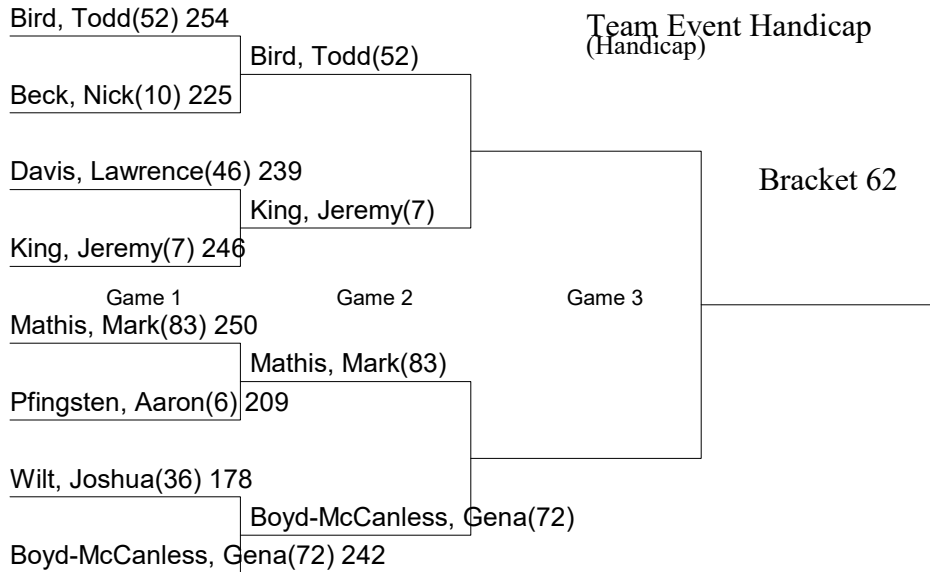 Bird, Todd(52) 254
Team Event Handicap
(Handicap)
Bird, Todd(52)
Beck, Nick(10) 225
Davis, Lawrence(46) 239
Bracket 62
King, Jeremy(7)
King, Jeremy(7) 246
Game 1
Game 2
Game 3
Mathis, Mark(83) 250
Mathis, Mark(83)
Pfingsten, Aaron(6) 209
Wilt, Joshua(36) 178
Boyd-McCanless, Gena(72)
Boyd-McCanless, Gena(72) 242